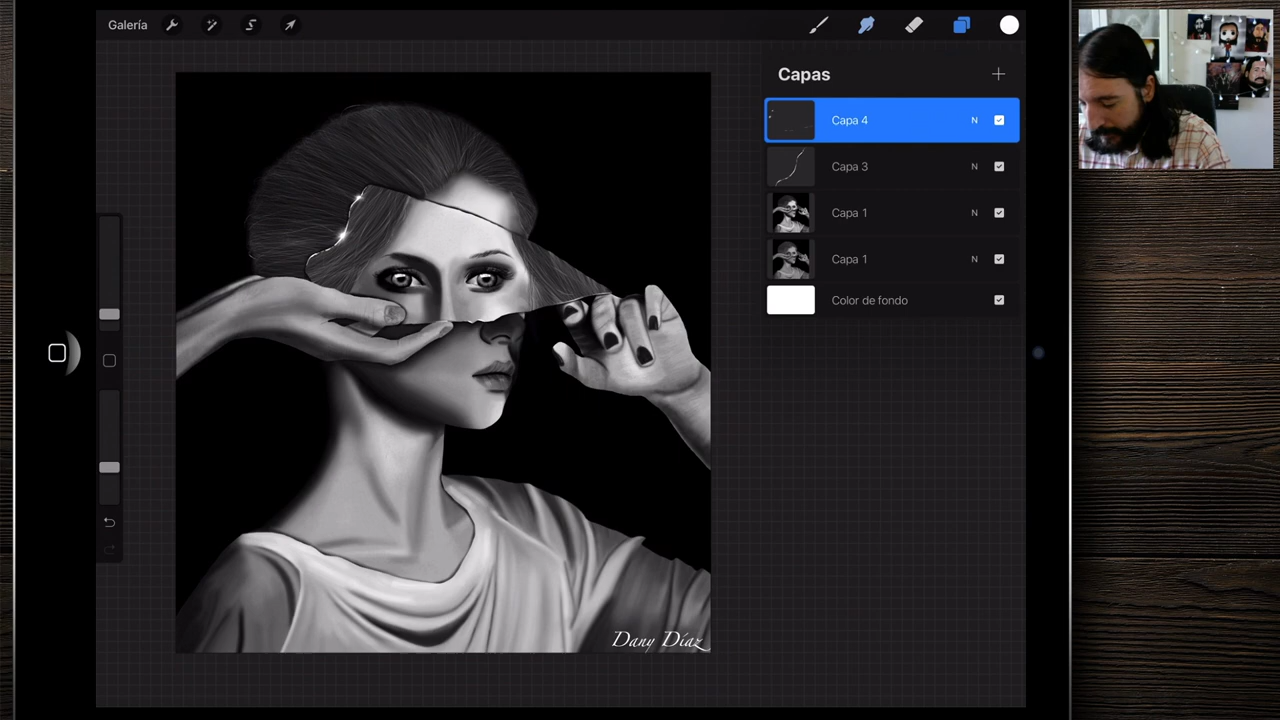 Galería
Capas
Capa 4 N
Capa 3 N
Capa 1 N
Capa 1 N
Color de fondo
Dany Díaz